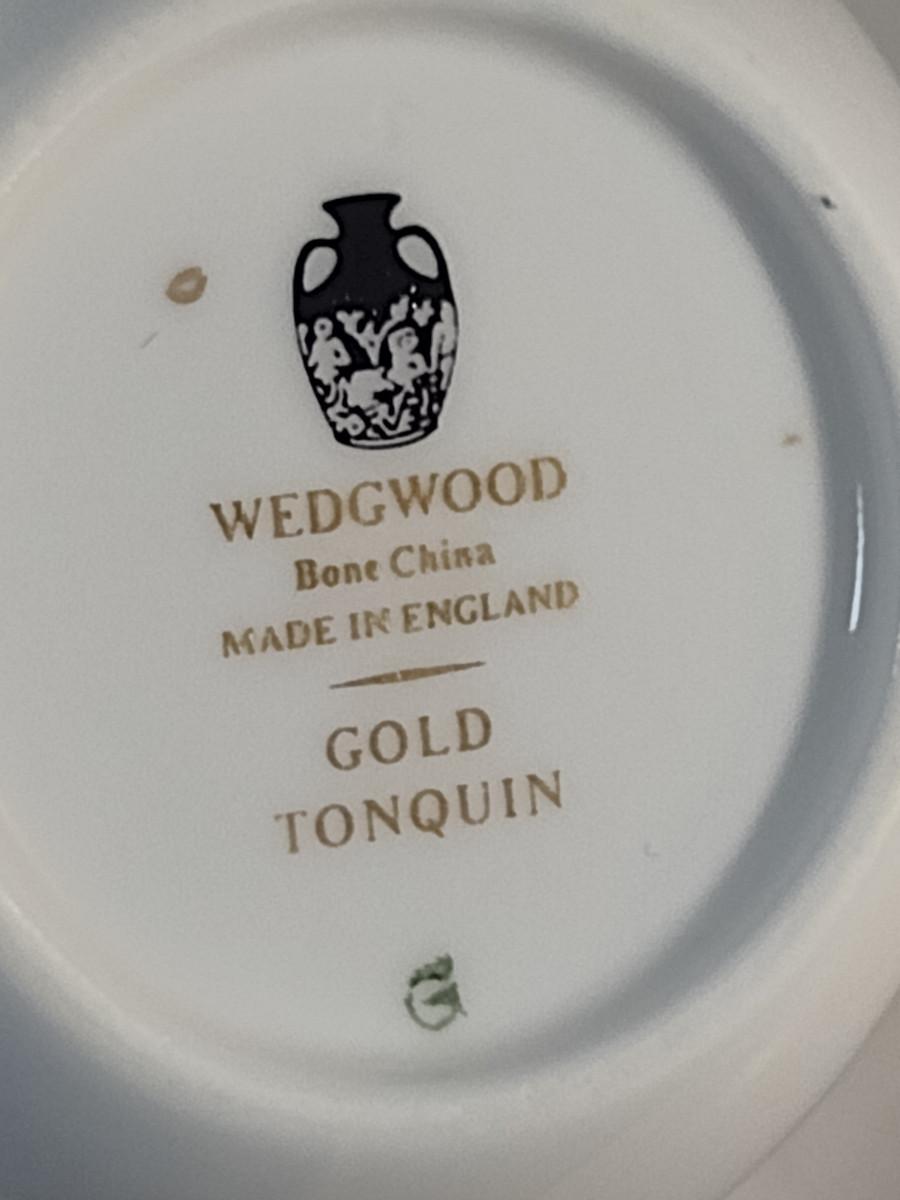 WEDGWOOD
Bone China
MADE IN ENGLAND
GOLD
TONQUIN